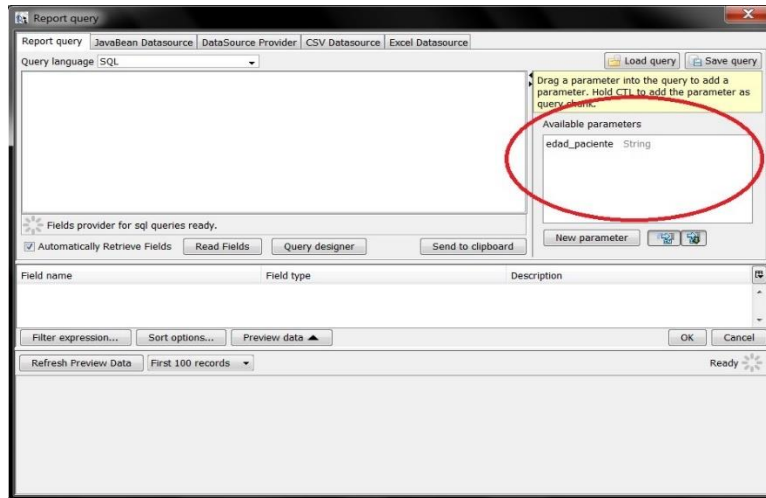 Report query
Report query JavaBean Datasource DataSource Provider CSV Datasource Excel Datasource
Query language SQL
Load query Save query
Drag a parameter into the query to add a
parameter. Hold CTL to add the parameter as
query chunk.
Available parameters
edad_paciente String
Fields provider for sql queries ready.
Automatically Retrieve Fields Read Fields Query designer Send to clipboard
New parameter
Field name Field type Description
Filter expression... Sort options... Preview data OK Cancel
Refresh Preview Data First 100 records Ready